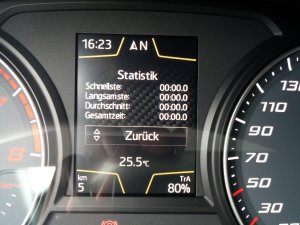 16:23 N
Statistik
Schnellste: 00:00.0
Langsamste: 00:00.0
Durchschnitt: 00:00.0
Gesamtzeit: 00:00.0
Zurück
25.5°C
km TrA
5 80%
8
130
110
90
70
50
30